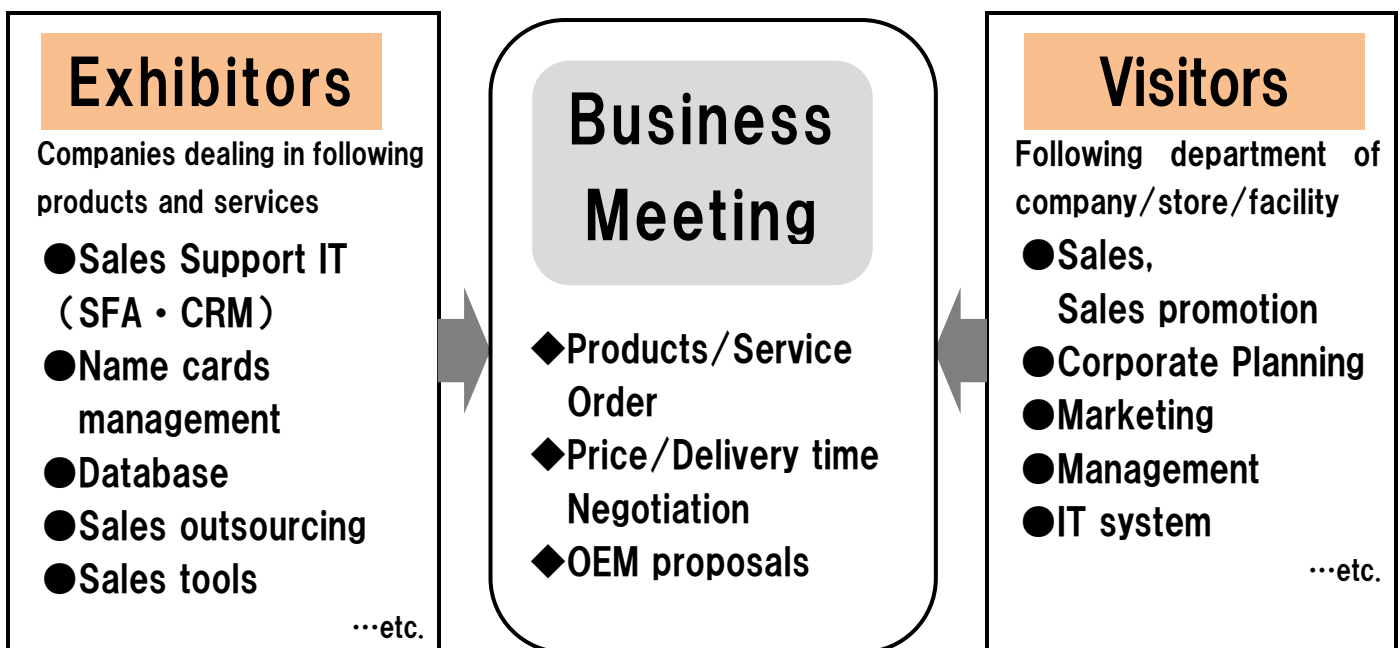 Exhibitors
Companies dealing in following
products and services
●Sales Support IT
（SFA・CRM）
●Name cards
management
●Database
●Sales outsourcing
●Sales tools
…etc.
Business
Meeting
◆Products/Service
Order
◆Price/Delivery time
Negotiation
◆OEM proposals
Visitors
Following department of
company/store/facility
●Sales,
Sales promotion
●Corporate Planning
●Marketing
●Management
●IT system
…etc.